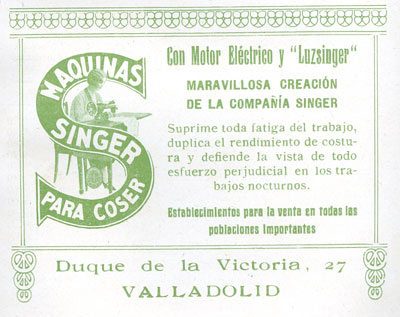 MAQUINAS
SINGER
PARA COSER
Con Motor Eléctrico y "Luzsinger"
MARAVILLOSA CREACIÓN
DE LA COMPAÑÍA SINGER
Suprime toda fatiga del trabajo,
duplica el rendimiento de costu-
ra y defiende la vista de todo
esfuerzo perjudicial en los tra-
bajos nocturnos.
Establecimientos para la venta en todas las
poblaciones importantes
Duque de la Victoria, 27
VALLADOLID